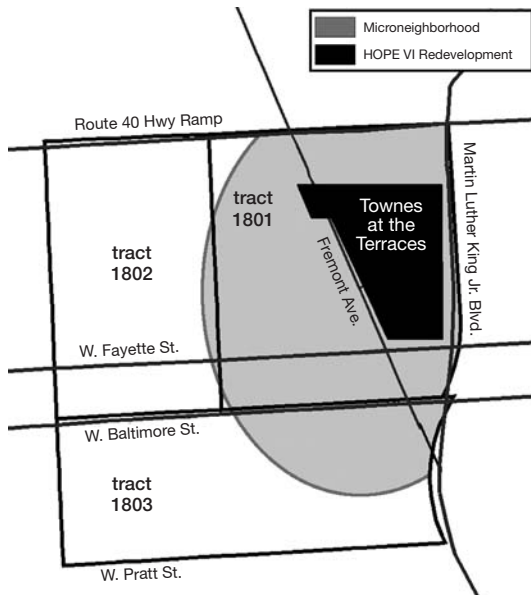 Microneighborhood
HOPE VI Redevelopment
Route 40 Hwy Ramp
Martin Luther King Jr. Blvd.
tract
1801
Townes
at the
Terraces
tract
1802
Fremont Ave.
W. Fayette St.
W. Baltimore St.
tract
1803
W. Pratt St.